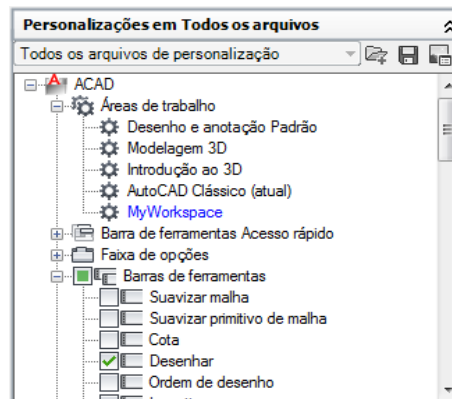 Personalizações em Todos os arquivos
Todos os arquivos de personalização
ACAD
Áreas de trabalho
Desenho e anotação Padrão
Modelagem 3D
Introdução ao 3D
AutoCAD Clássico (atual)
MyWorkspace
Barra de ferramentas Acesso rápido
Faixa de opções
Barras de ferramentas
Suavizar malha
Suavizar primitivo de malha
Cota
Desenhar
Ordem de desenho